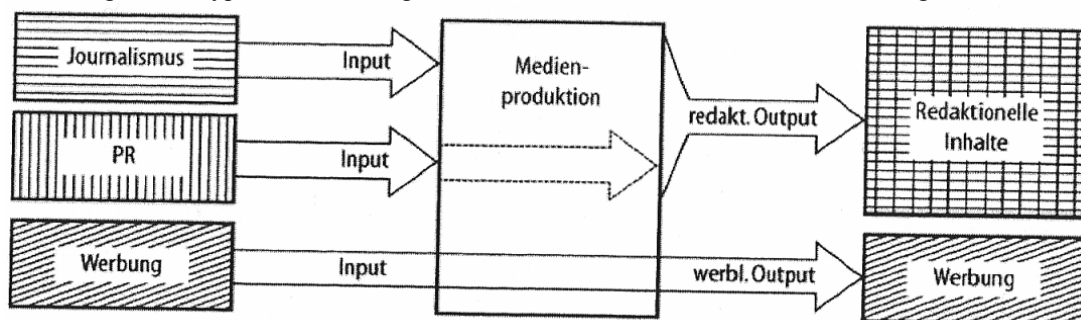 Journalismus
Input
Medien-
produktion
redakt. Output
Redaktionelle
Inhalte
PR
Input
Werbung
Input
werbl. Output
Werbung